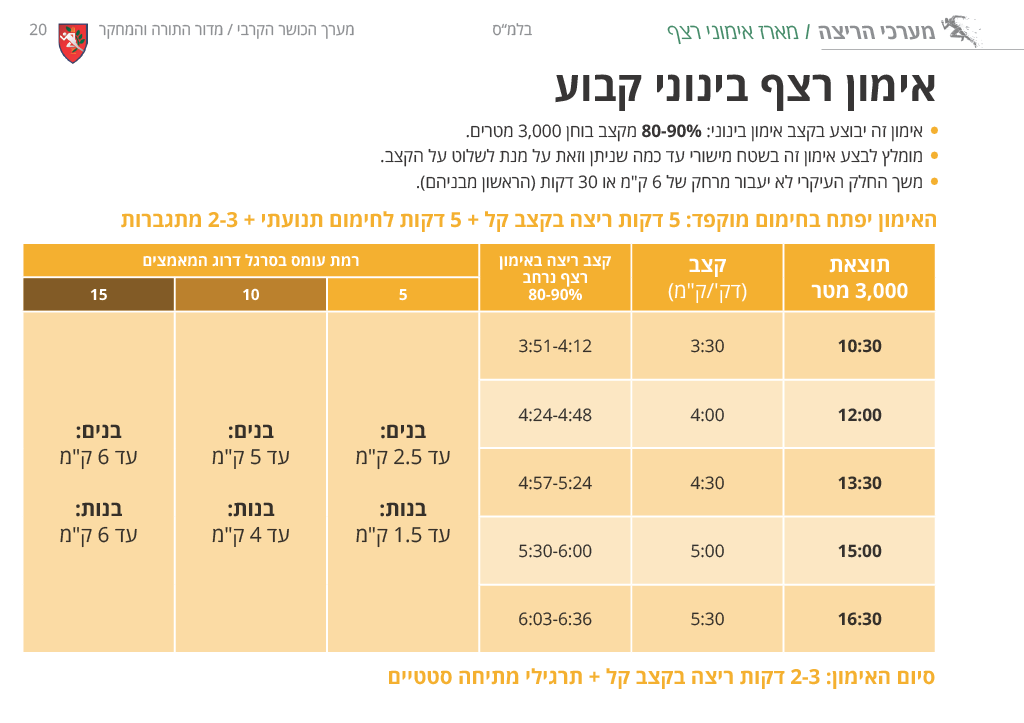 מערכי הריצה / מארז אימוני רצף
בלמ"ס
מערך הכושר הקרבי / מדור התורה והמחקר
20
אימון רצף בינוני קבוע
• אימון זה יבוצע בקצב אימון בינוני: 80-90% מקצב בוחן 3,000 מטרים.
• מומלץ לבצע אימון זה בשטח מישורי עד כמה שניתן וזאת על מנת לשלוט על הקצב.
• משך החלק העיקרי לא יעבור מרחק של 6 ק"מ או 30 דקות (הראשון מבניהם).
האימון יפתח בחימום מוקפד: 5 דקות ריצה בקצב קל + 5 דקות לחימום תנועתי + 2-3 מתגברות
תוצאת
3,000 מטר
קצב
(דק'/ק"מ)
קצב ריצה באימון
רצף נרחב
80-90%
רמת עומס בסרגל דרוג המאמצים
5 10 15
10:30 3:30 3:51-4:12
12:00 4:00 4:24-4:48
13:30 4:30 4:57-5:24
15:00 5:00 5:30-6:00
16:30 5:30 6:03-6:36
בנים:
עד 2.5 ק"מ
בנות:
עד 1.5 ק"מ
בנים:
עד 5 ק"מ
בנות:
עד 4 ק"מ
בנים:
עד 6 ק"מ
בנות:
עד 6 ק"מ
סיום האימון: 2-3 דקות ריצה בקצב קל + תרגילי מתיחה סטטיים